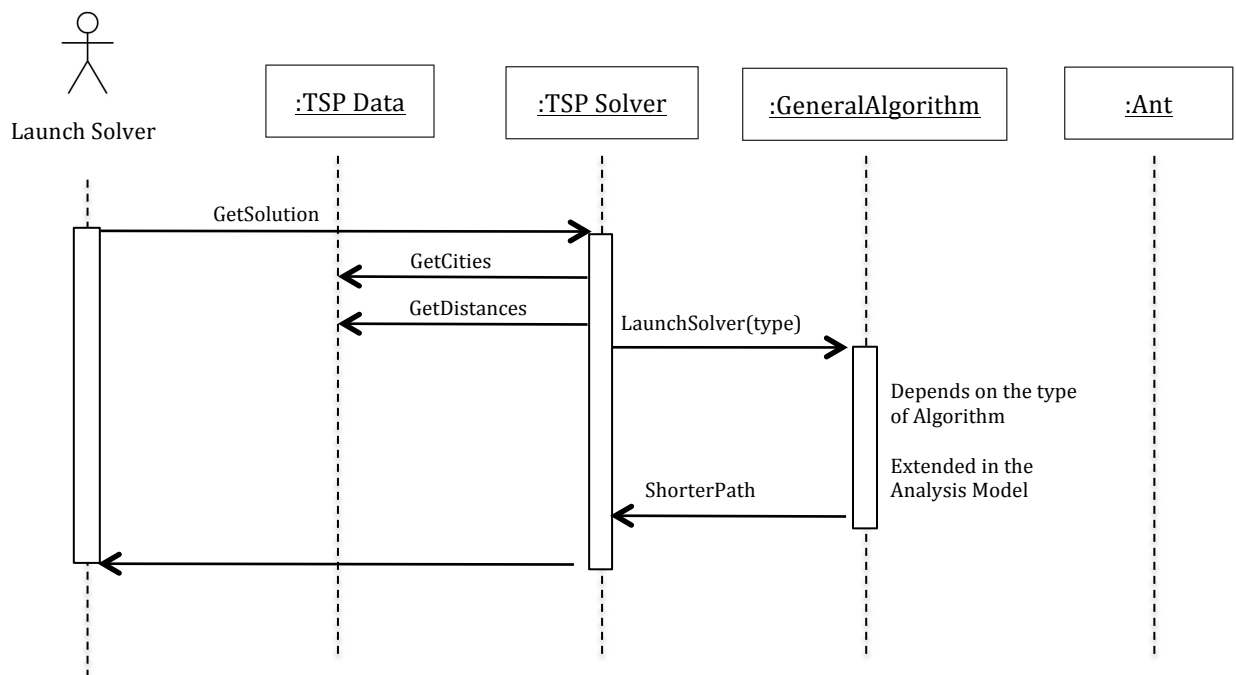 :TSP Data
:TSP Solver
:GeneralAlgorithm
:Ant
Launch Solver
GetSolution
GetCities
GetDistances
LaunchSolver(type)
Depends on the type
of Algorithm
Extended in the
Analysis Model
ShorterPath